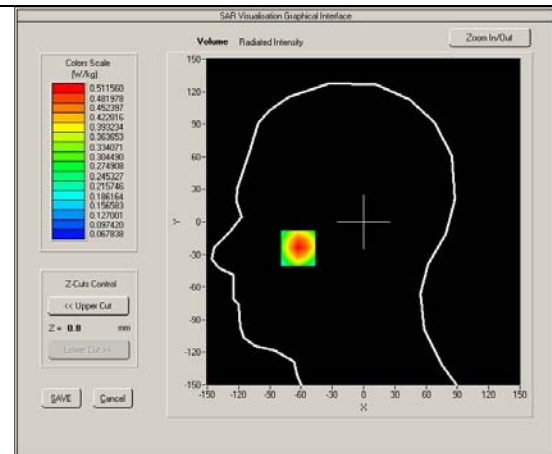 SAR Visualisation Graphical Interface
Volume Radiated Intensity
Zoom In/Out
Colors Scale
(W/kg)
0.511560
0.481978
0.452397
0.422816
0.393234
0.363653
0.334071
0.304490
0.274908
0.245327
0.215746
0.186164
0.156583
0.127001
0.097420
0.067838
Z-Cuts Control
<< Upper Cut
Z = 0.8 mm
Lower Cut >>
SAVE Cancel
150
120
90
60
30
0
-30
-60
-90
-120
-150
Y
-150 -120 -90 -60 -30 0 30 60 90 120 150
X